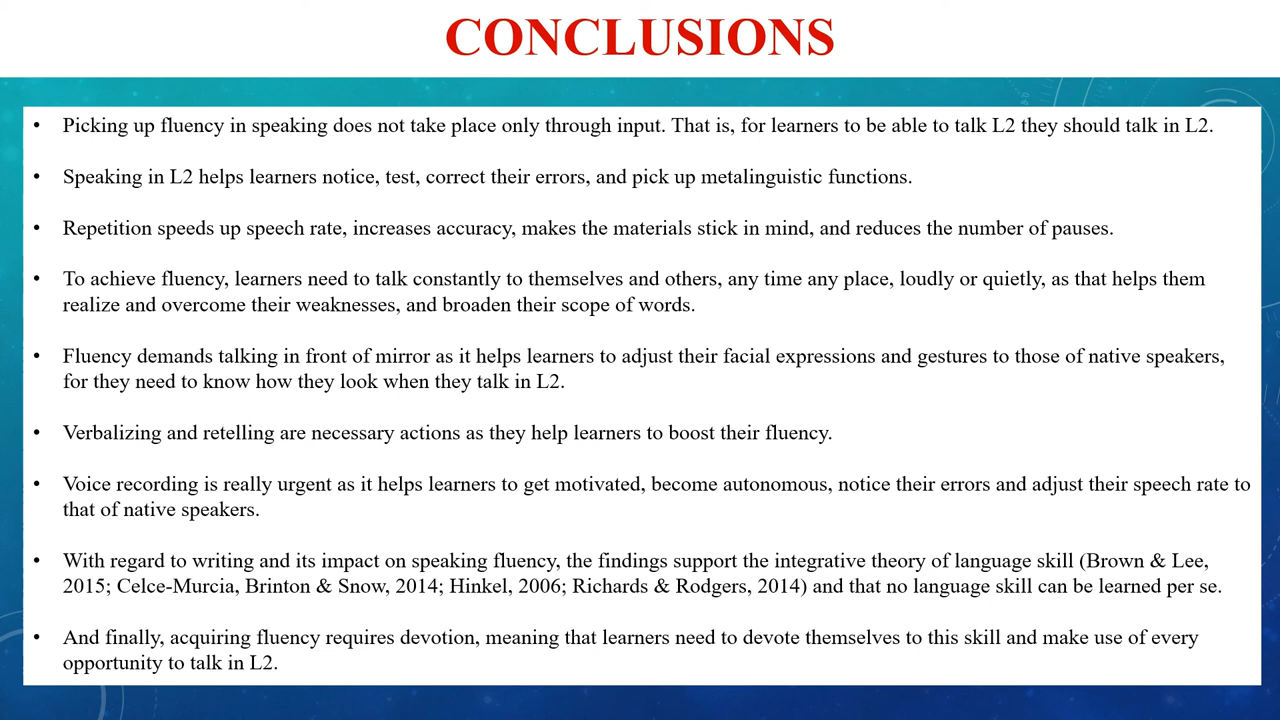 CONCLUSIONS
• Picking up fluency in speaking does not take place only through input. That is, for learners to be able to talk L2 they should talk in L2.
• Speaking in L2 helps learners notice, test, correct their errors, and pick up metalinguistic functions.
• Repetition speeds up speech rate, increases accuracy, makes the materials stick in mind, and reduces the number of pauses.
• To achieve fluency, learners need to talk constantly to themselves and others, any time any place, loudly or quietly, as that helps them
realize and overcome their weaknesses, and broaden their scope of words.
• Fluency demands talking in front of mirror as it helps learners to adjust their facial expressions and gestures to those of native speakers,
for they need to know how they look when they talk in L2.
• Verbalizing and retelling are necessary actions as they help learners to boost their fluency.
• Voice recording is really urgent as it helps learners to get motivated, become autonomous, notice their errors and adjust their speech rate to
that of native speakers.
• With regard to writing and its impact on speaking fluency, the findings support the integrative theory of language skill (Brown & Lee,
2015; Celce-Murcia, Brinton & Snow, 2014; Hinkel, 2006; Richards & Rodgers, 2014) and that no language skill can be learned per se.
• And finally, acquiring fluency requires devotion, meaning that learners need to devote themselves to this skill and make use of every
opportunity to talk in L2.